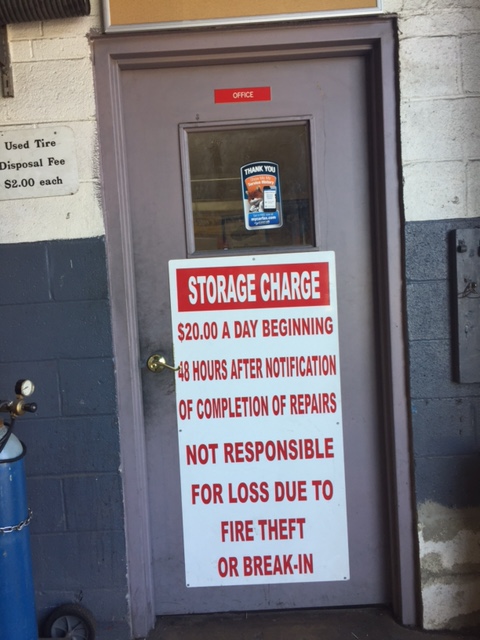 OFFICE
Used Tire
Disposal Fee
$2.00 each
THANK YOU
STORAGE CHARGE
$20.00 A DAY BEGINNING
48 HOURS AFTER NOTIFICATION
OF COMPLETION OF REPAIRS
NOT RESPONSIBLE
FOR LOSS DUE TO
FIRE THEFT
OR BREAK-IN